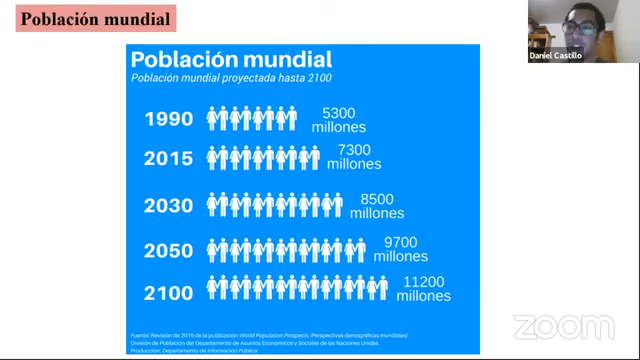 Población mundial
Daniel Castillo
Población mundial
Población mundial proyectada hasta 2100
1990
5300
millones
2015
7300
millones
2030
8500
millones
2050
9700
millones
2100
11200
millones
Fuente: Revisión de 2015 de la publicación World Population Prospects (Perspectivas demográficas mundiales)
División de Población del Departamento de Asuntos Económicos y Sociales de las Naciones Unidas.
Producción: Departamento de Información Pública
zoom